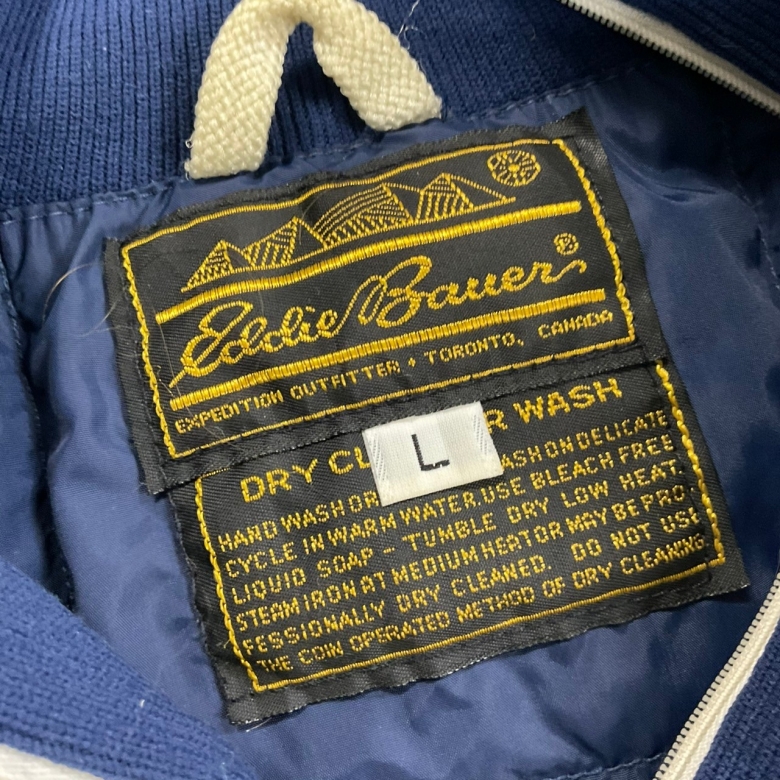 Eddie Bauer®
EXPEDITION OUTFITTER • TORONTO, CANADA
DRY CL R WASH
L
HAND WASH OR ASH ON DELICATE
CYCLE IN WARM WATER. USE BLEACH FREE
LIQUID SOAP - TUMBLE DRY LOW HEAT.
STEAM IRON AT MEDIUM HEAT OR MAY BE PRO
FESSIONALLY DRY CLEANED. DO NOT USE
THE COIN OPERATED METHOD OF DRY CLEANING